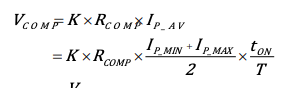 V_COMP = K × R_COMP × I_P_AV
= K × R_COMP × (I_P_MIN + I_P_MAX) / 2 × t_ON / T